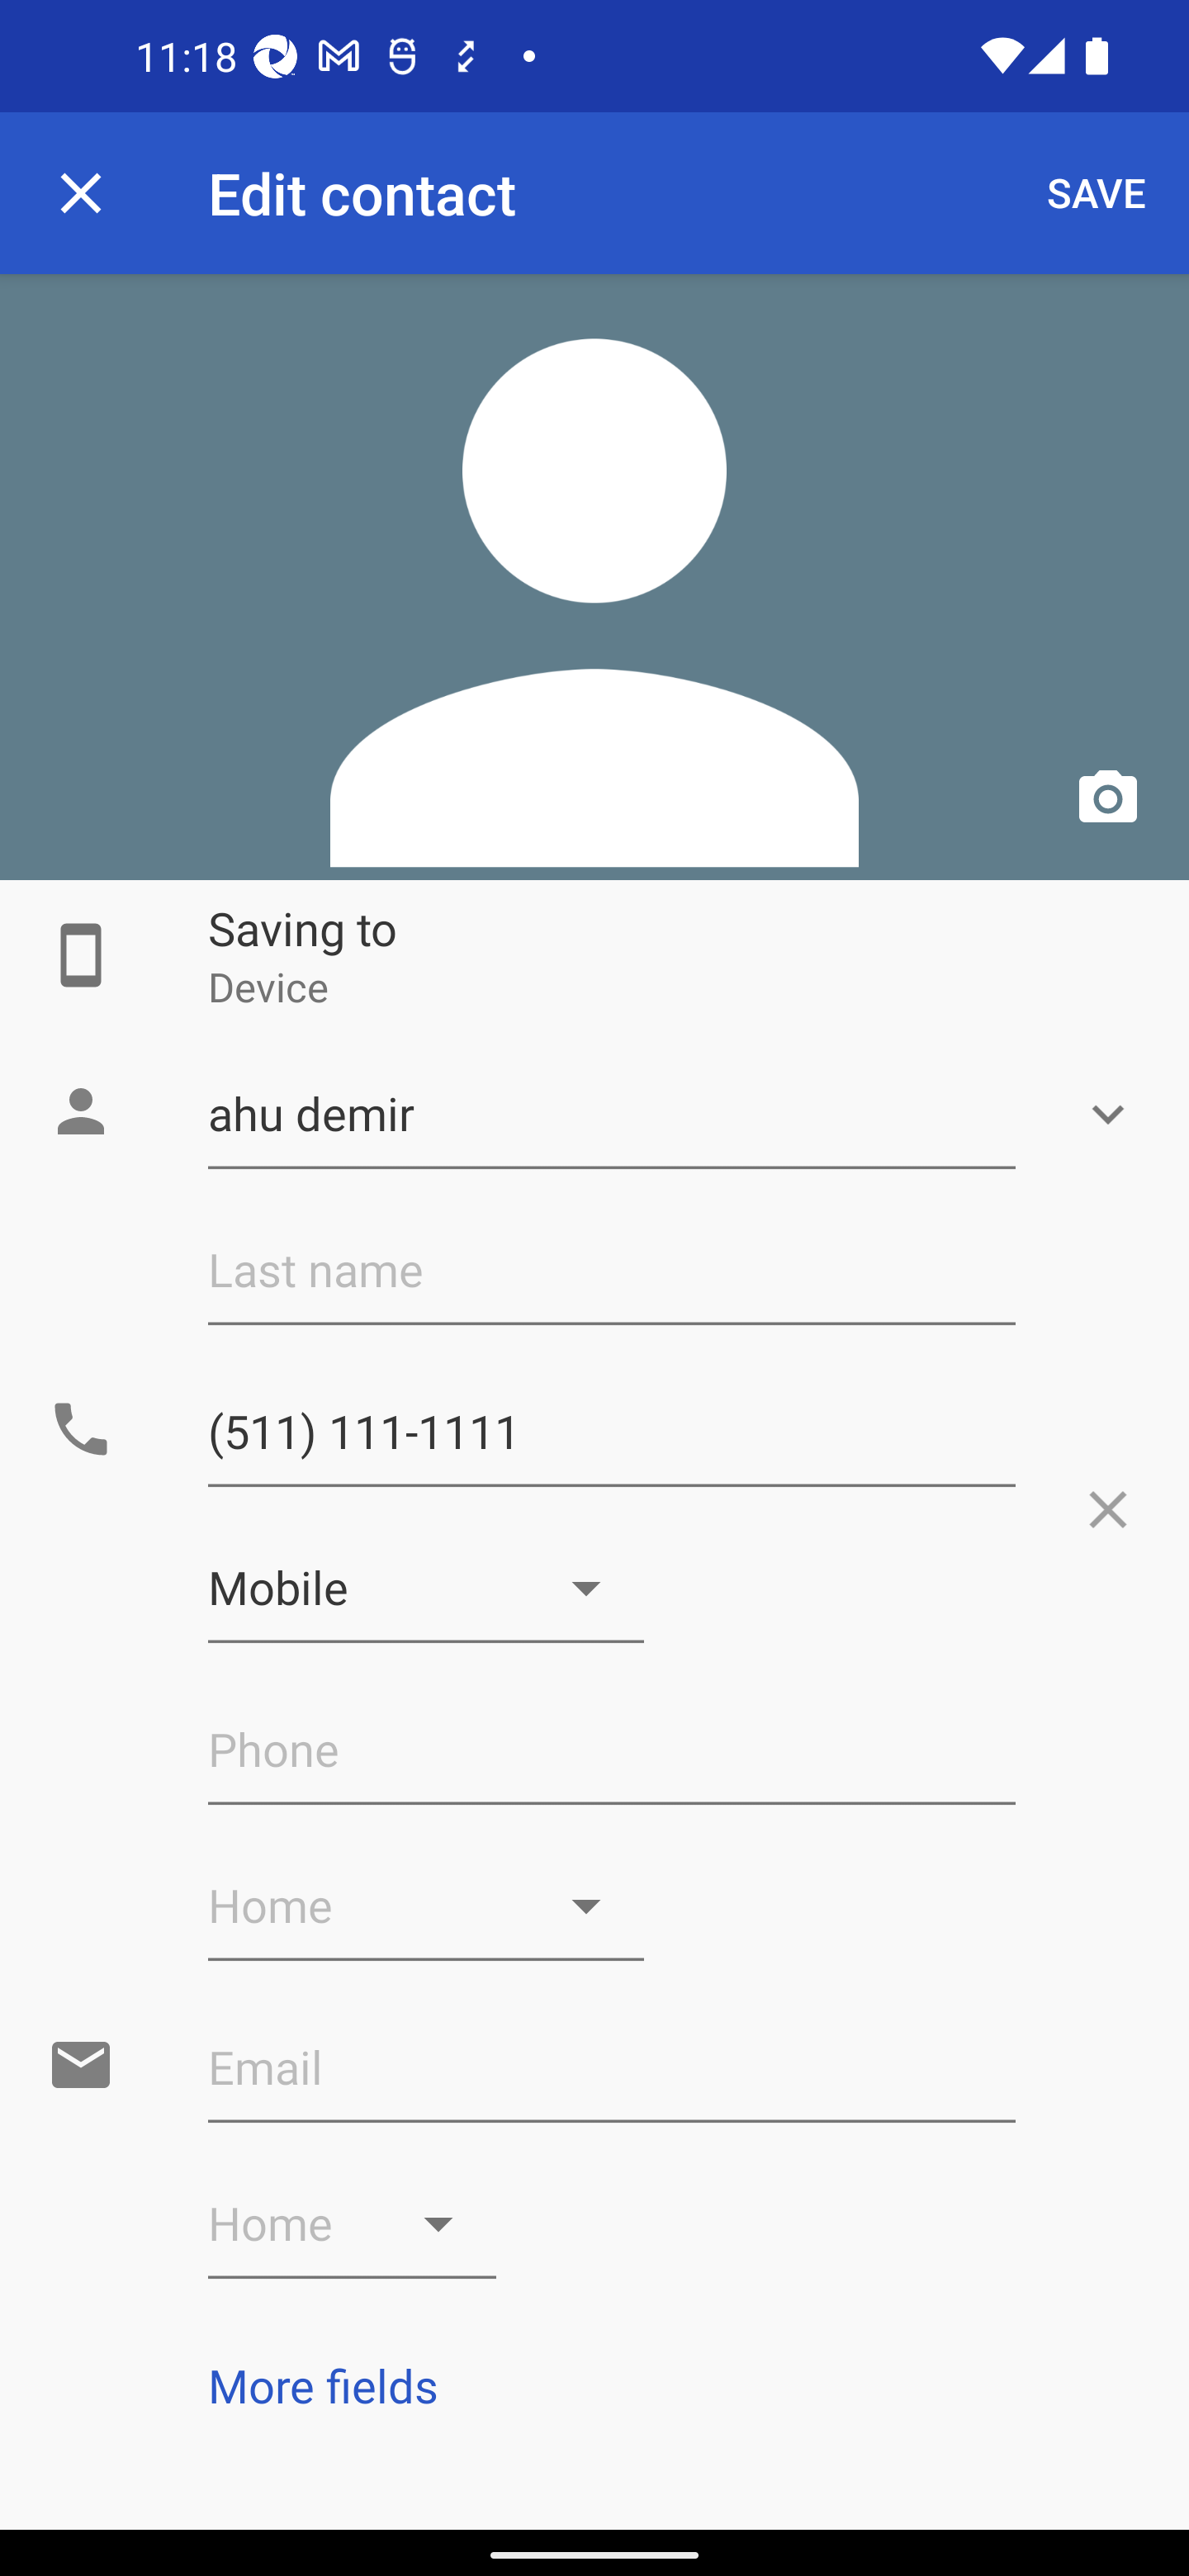 11:18
Edit contact
SAVE
Saving to
Device
ahu demir
Last name
(511) 111-1111
Mobile
Phone
Home
Email
Home
More fields